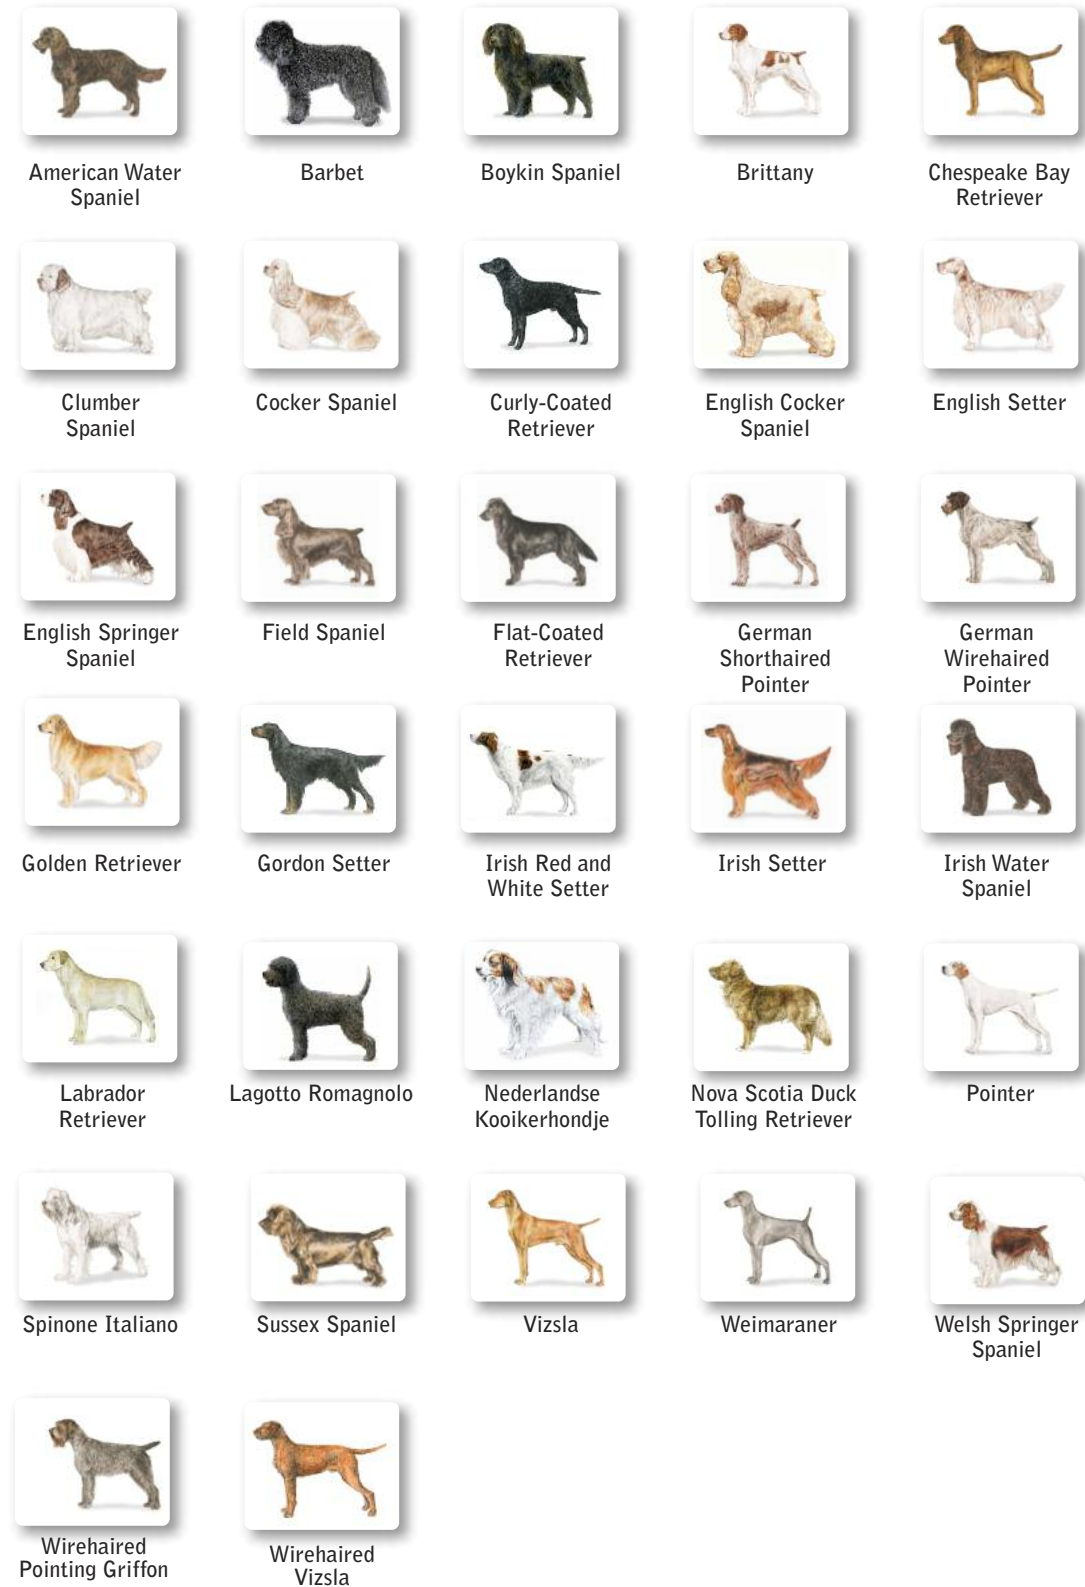 American Water
Spaniel
Barbet
Boykin Spaniel
Brittany
Chespeake Bay
Retriever
Clumber
Spaniel
Cocker Spaniel
Curly-Coated
Retriever
English Cocker
Spaniel
English Setter
English Springer
Spaniel
Field Spaniel
Flat-Coated
Retriever
German
Shorthaired
Pointer
German
Wirehaired
Pointer
Golden Retriever
Gordon Setter
Irish Red and
White Setter
Irish Setter
Irish Water
Spaniel
Labrador
Retriever
Lagotto Romagnolo
Nederlandse
Kooikerhondje
Nova Scotia Duck
Tolling Retriever
Pointer
Spinone Italiano
Sussex Spaniel
Vizsla
Weimaraner
Welsh Springer
Spaniel
Wirehaired
Pointing Griffon
Wirehaired
Vizsla